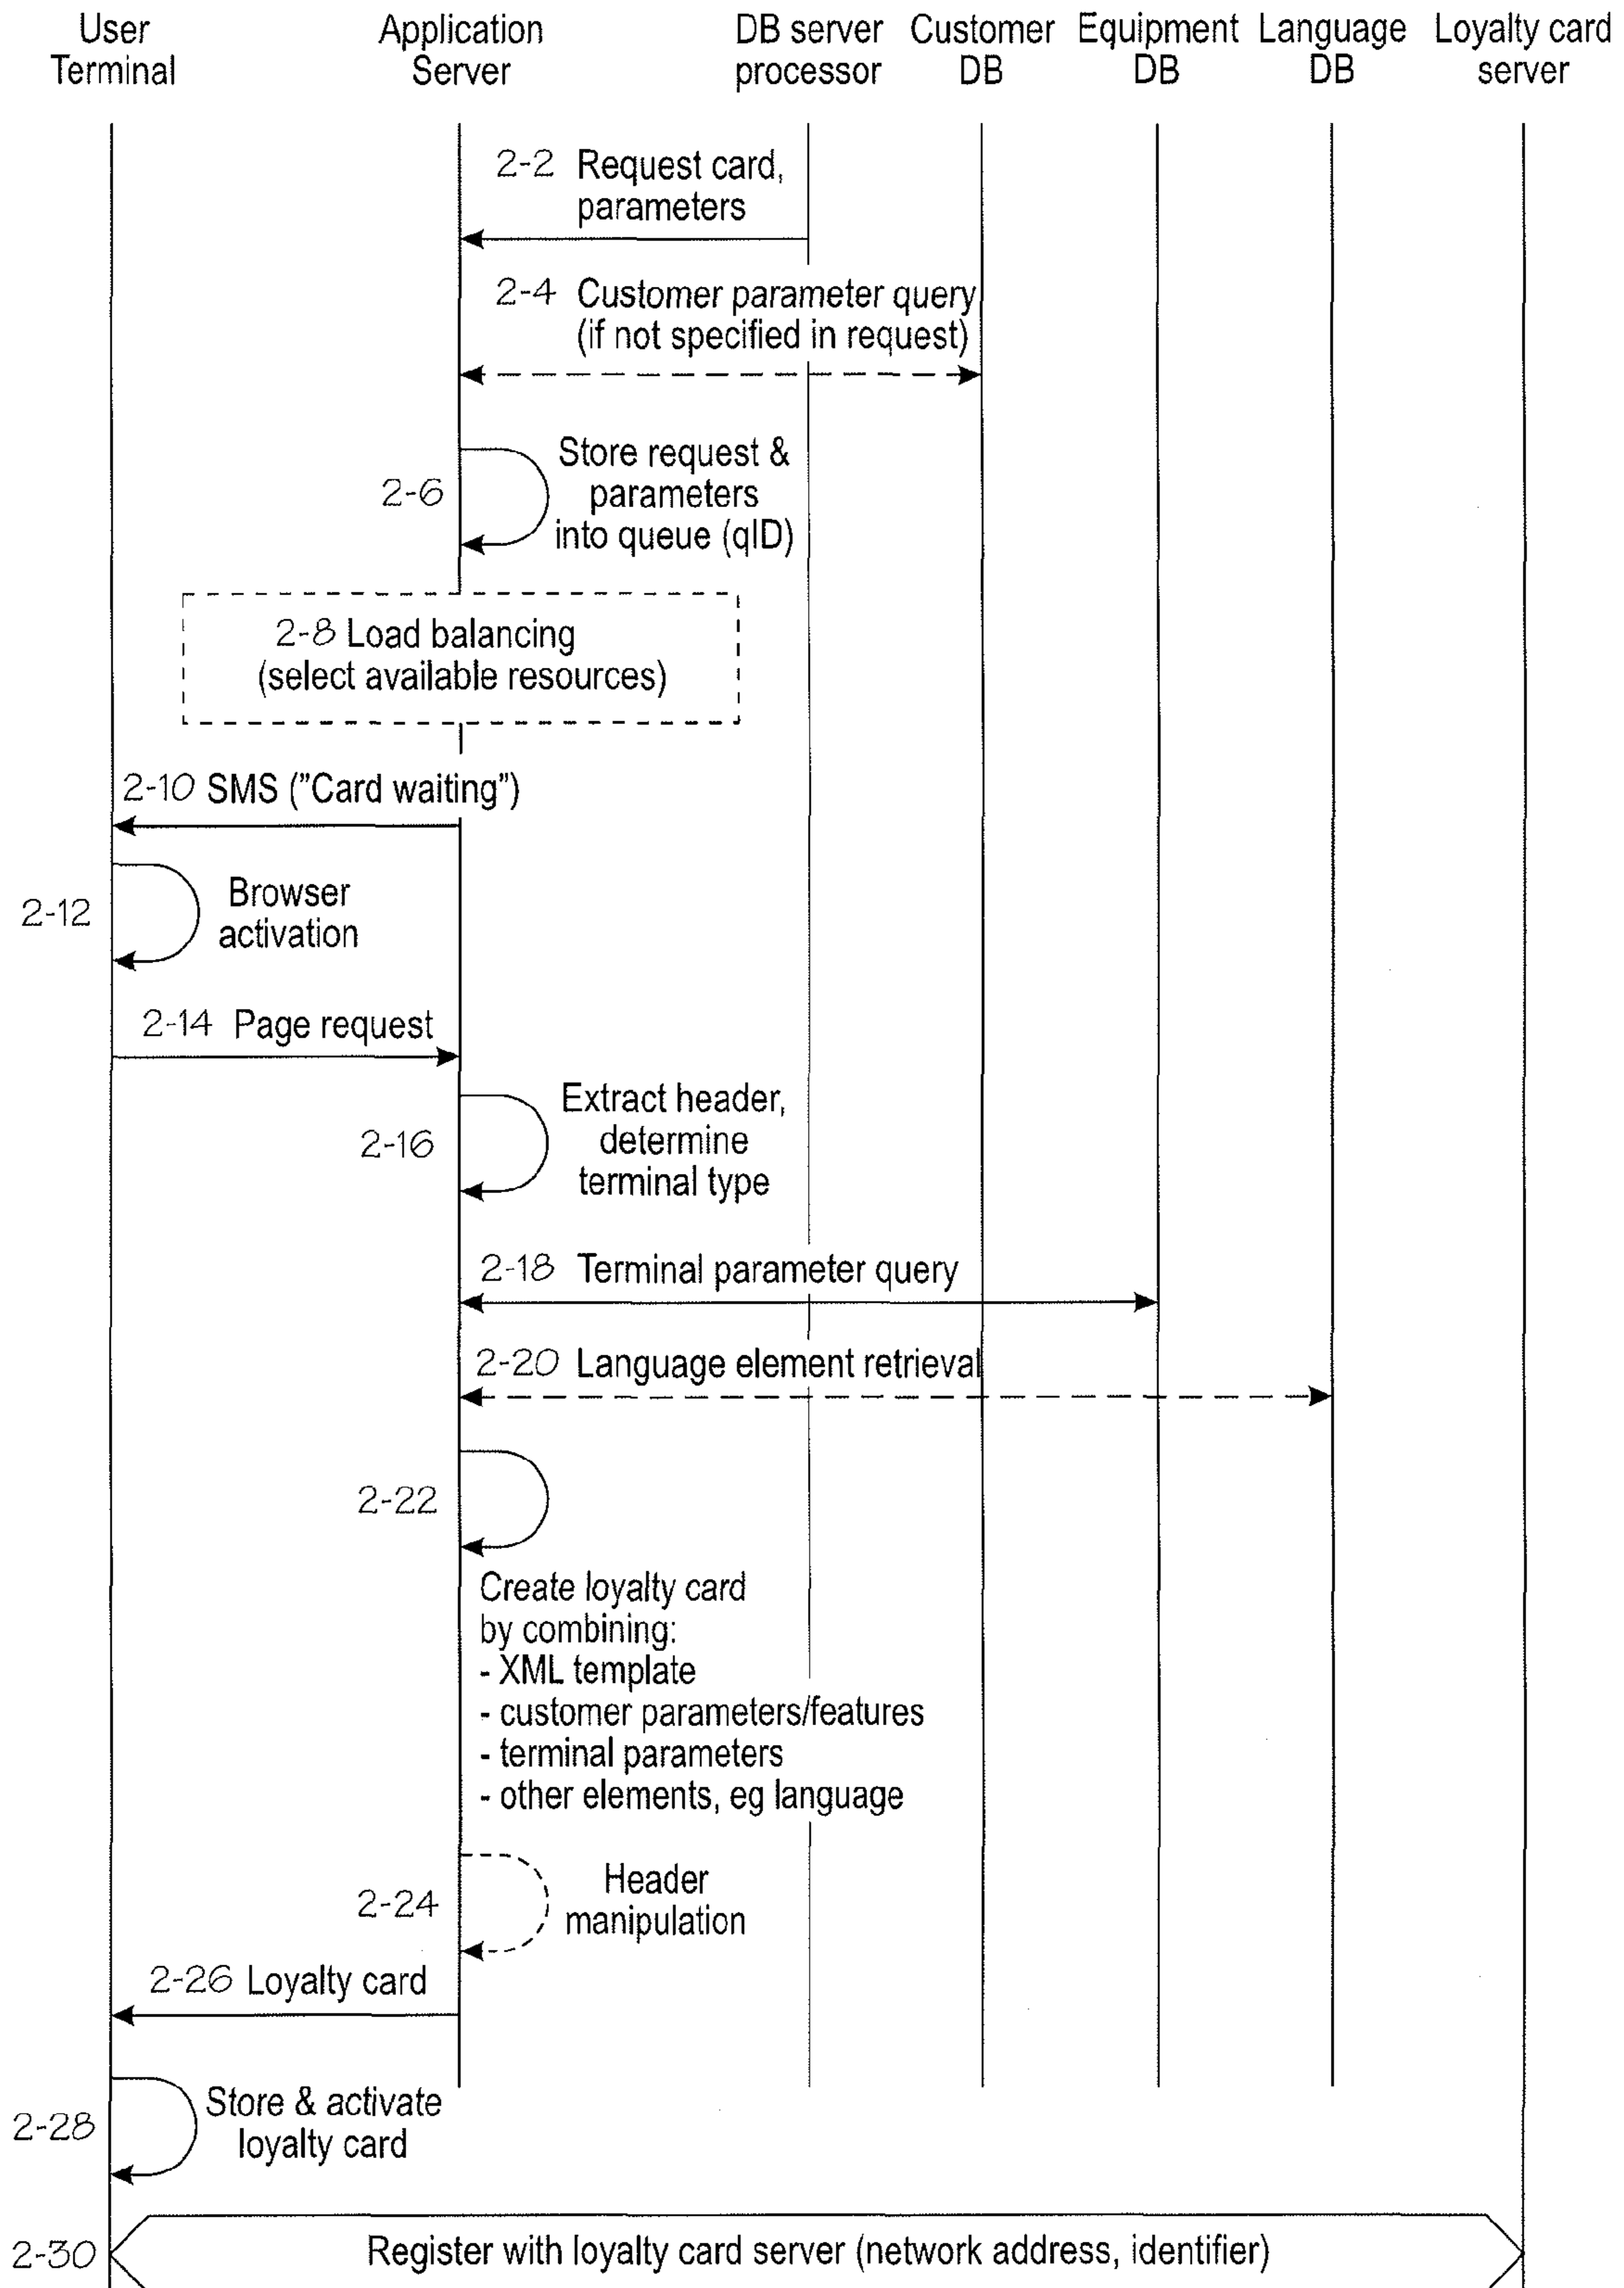 User Terminal
Application Server
DB server processor
Customer DB
Equipment DB
Language DB
Loyalty card server
2-2 Request card,
parameters
2-4 Customer parameter query
(if not specified in request)
2-6
Store request &
parameters
into queue (qID)
2-8 Load balancing
(select available resources)
2-10 SMS ("Card waiting")
2-12
Browser
activation
2-14 Page request
2-16
Extract header,
determine
terminal type
2-18 Terminal parameter query
2-20 Language element retrieval
2-22
Create loyalty card
by combining:
- XML template
- customer parameters/features
- terminal parameters
- other elements, eg language
2-24
Header
manipulation
2-26 Loyalty card
2-28
Store & activate
loyalty card
2-30
Register with loyalty card server (network address, identifier)